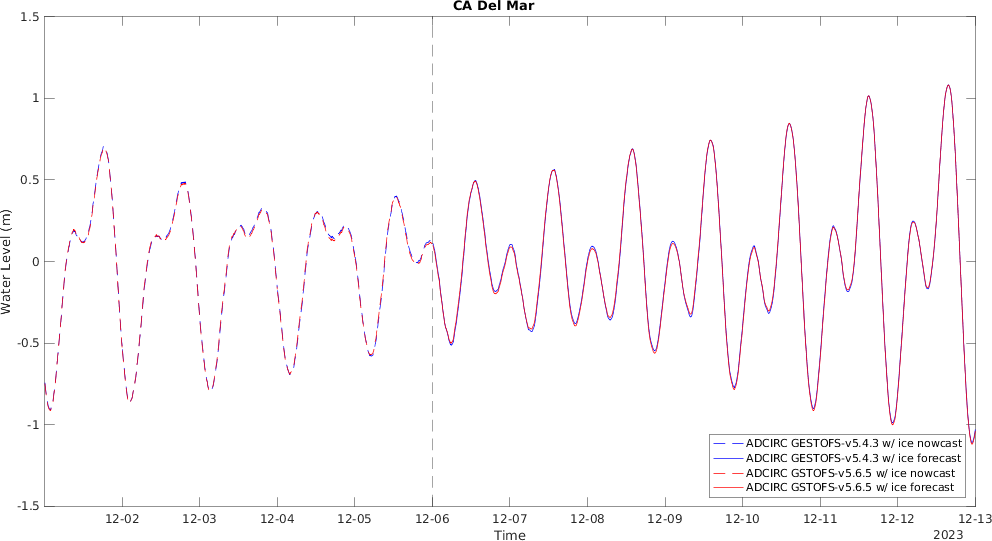 CA Del Mar
Water Level (m)
1.5
1
0.5
0
-0.5
-1
-1.5
ADCIRC GESTOFS-v5.4.3 w/ ice nowcast
ADCIRC GESTOFS-v5.4.3 w/ ice forecast
ADCIRC GSTOFS-v5.6.5 w/ ice nowcast
ADCIRC GSTOFS-v5.6.5 w/ ice forecast
12-02 12-03 12-04 12-05 12-06 12-07 12-08 12-09 12-10 12-11 12-12 12-13
Time
2023